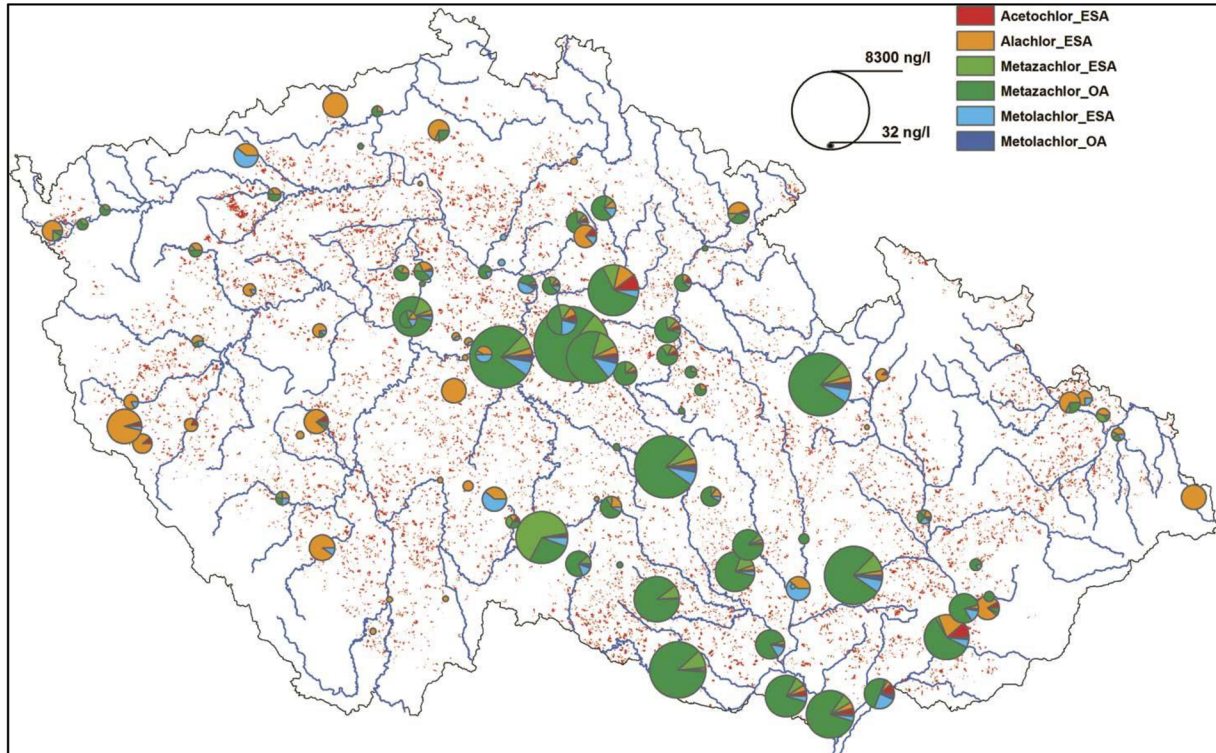 8300 ng/l
32 ng/l
Acetochlor_ESA
Alachlor_ESA
Metazachlor_ESA
Metazachlor_OA
Metolachlor_ESA
Metolachlor_OA